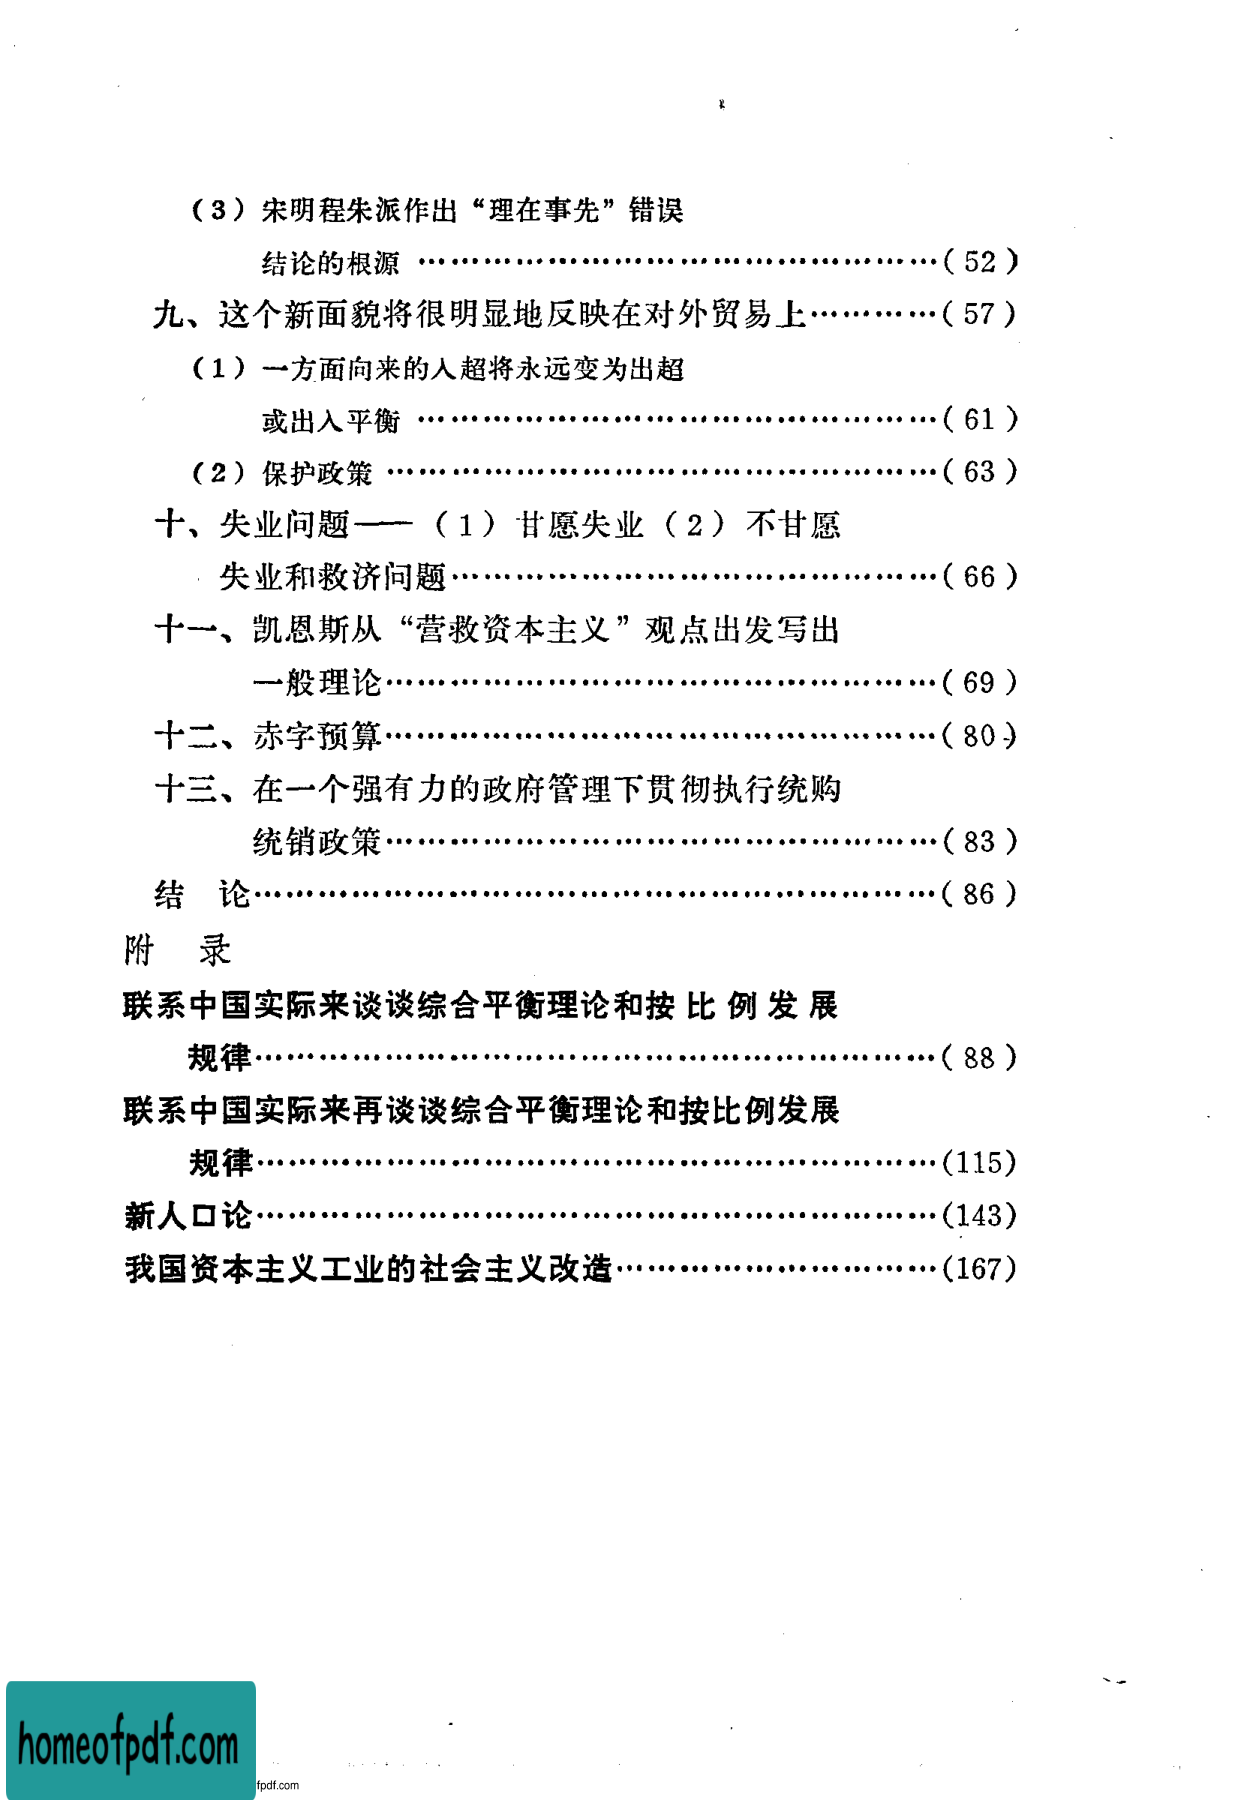 （3）宋明程朱派作出“理在事先”错误
结论的根源 ………………………………………………( 52 )
九、这个新面貌将很明显地反映在对外贸易上…………( 57 )
（1）一方面向来的入超将永远变为出超
或出入平衡 ………………………………………………( 61 )
（2）保护政策 …………………………………………………( 63 )
十、失业问题——（1）甘愿失业（2）不甘愿
失业和救济问题……………………………………………( 66 )
十一、凯恩斯从“营救资本主义”观点出发写出
一般理论…………………………………………………( 69 )
十二、赤字预算…………………………………………………( 80 )
十三、在一个强有力的政府管理下贯彻执行统购
统销政策…………………………………………………( 83 )
结　论……………………………………………………………( 86 )
附　录
联系中国实际来谈谈综合平衡理论和按比例发展
规律……………………………………………………………( 88 )
联系中国实际来再谈谈综合平衡理论和按比例发展
规律……………………………………………………………(115)
新人口论……………………………………………………………(143)
我国资本主义工业的社会主义改造……………………………(167)
homeofpdf.com
fpdf.com